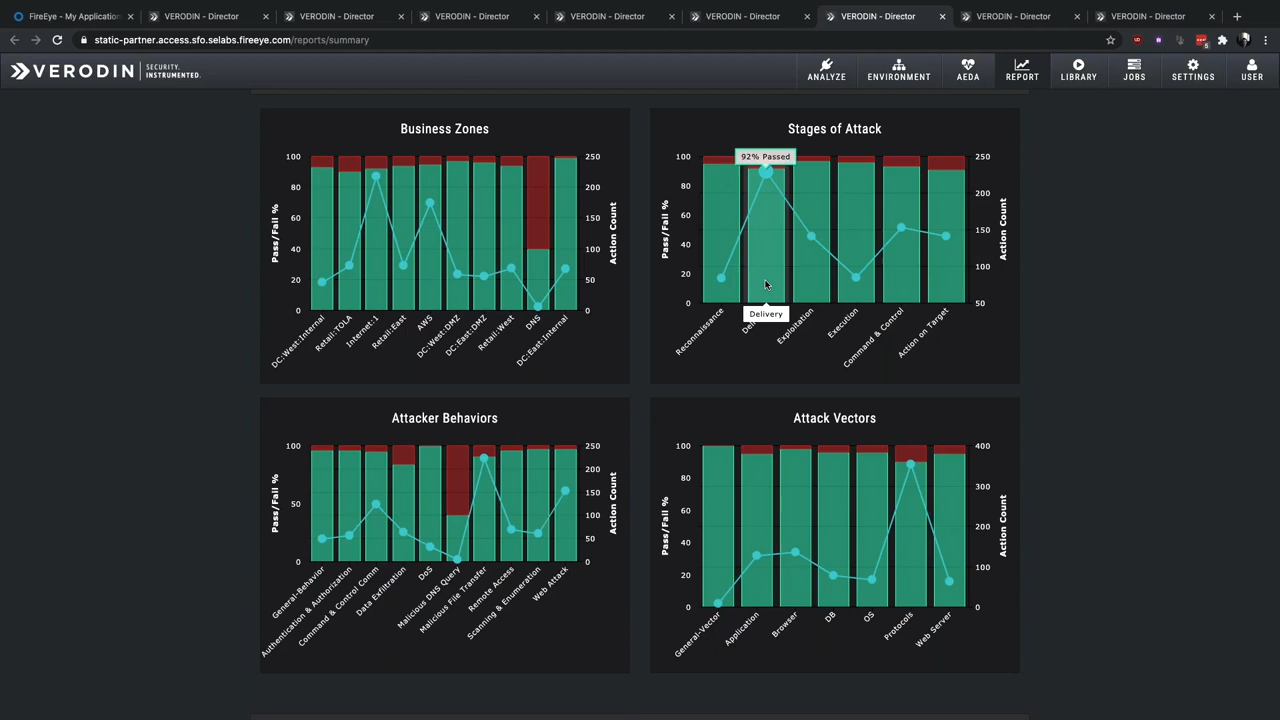 FireEye - My Applications
VERODIN - Director
VERODIN - Director
VERODIN - Director
VERODIN - Director
VERODIN - Director
VERODIN - Director
VERODIN - Director
VERODIN - Director
static-partner.access.sfo.selabs.fireeye.com/reports/summary
VERODIN
SECURITY.
INSTRUMENTED.
ANALYZE
ENVIRONMENT
AEDA
REPORT
LIBRARY
JOBS
SETTINGS
USER
Business Zones
Pass/Fail %
100
80
60
40
20
0
250
200
150
100
50
0
Action Count
DC:West:Internal
Retail:TOLA
Internet:1
Retail:East
AWS
DC:West:DMZ
DC:East:DMZ
Retail:West
DNS
DC:East:Internal
Stages of Attack
92% Passed
Pass/Fail %
100
80
60
40
20
0
250
200
150
100
50
Action Count
Delivery
Reconnaissance
Exploitation
Execution
Command & Control
Action on Target
Attacker Behaviors
Pass/Fail %
100
50
0
250
200
150
100
50
0
Action Count
General-Behavior
Authentication & Authorization
Command & Control Comm
Data Exfiltration
DoS
Malicious DNS Query
Malicious File Transfer
Remote Access
Scanning & Enumeration
Web Attack
Attack Vectors
Pass/Fail %
100
80
60
40
20
0
400
300
200
100
0
Action Count
General-Vector
Application
Browser
DB
OS
Protocols
Web Server